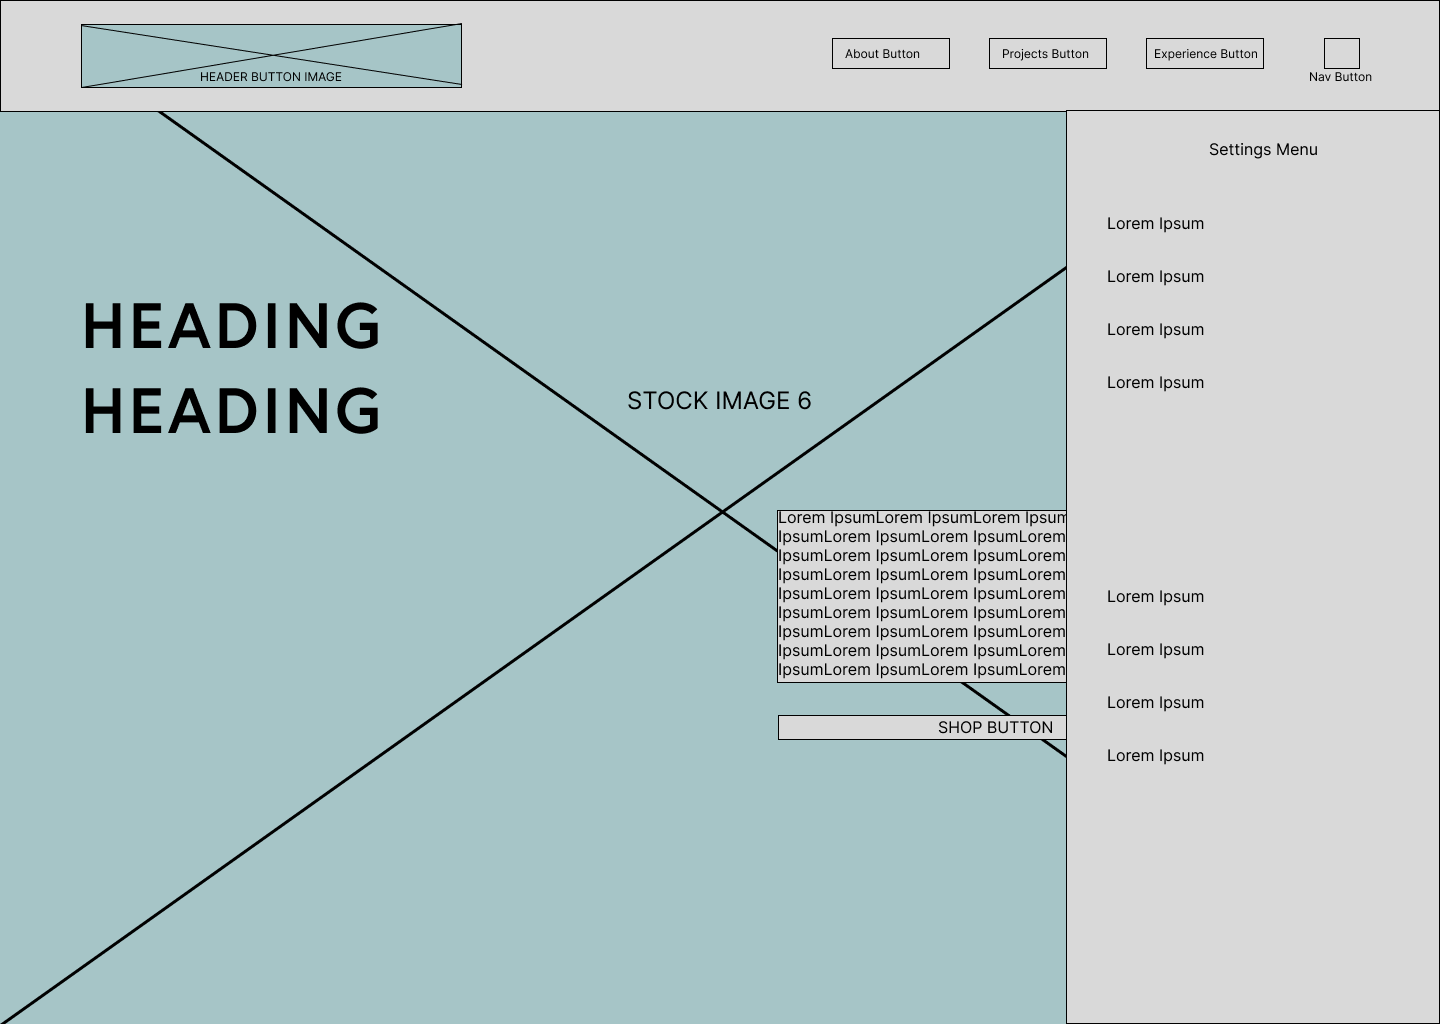 HEADER BUTTON IMAGE
About Button
Projects Button
Experience Button
Nav Button
HEADING
HEADING
STOCK IMAGE 6
Lorem IpsumLorem IpsumLorem Ipsum
IpsumLorem IpsumLorem IpsumLorem
IpsumLorem IpsumLorem IpsumLorem
IpsumLorem IpsumLorem IpsumLorem
IpsumLorem IpsumLorem IpsumLorem
IpsumLorem IpsumLorem IpsumLorem
IpsumLorem IpsumLorem IpsumLorem
IpsumLorem IpsumLorem IpsumLorem
IpsumLorem IpsumLorem IpsumLorem
SHOP BUTTON
Settings Menu
Lorem Ipsum
Lorem Ipsum
Lorem Ipsum
Lorem Ipsum
Lorem Ipsum
Lorem Ipsum
Lorem Ipsum
Lorem Ipsum